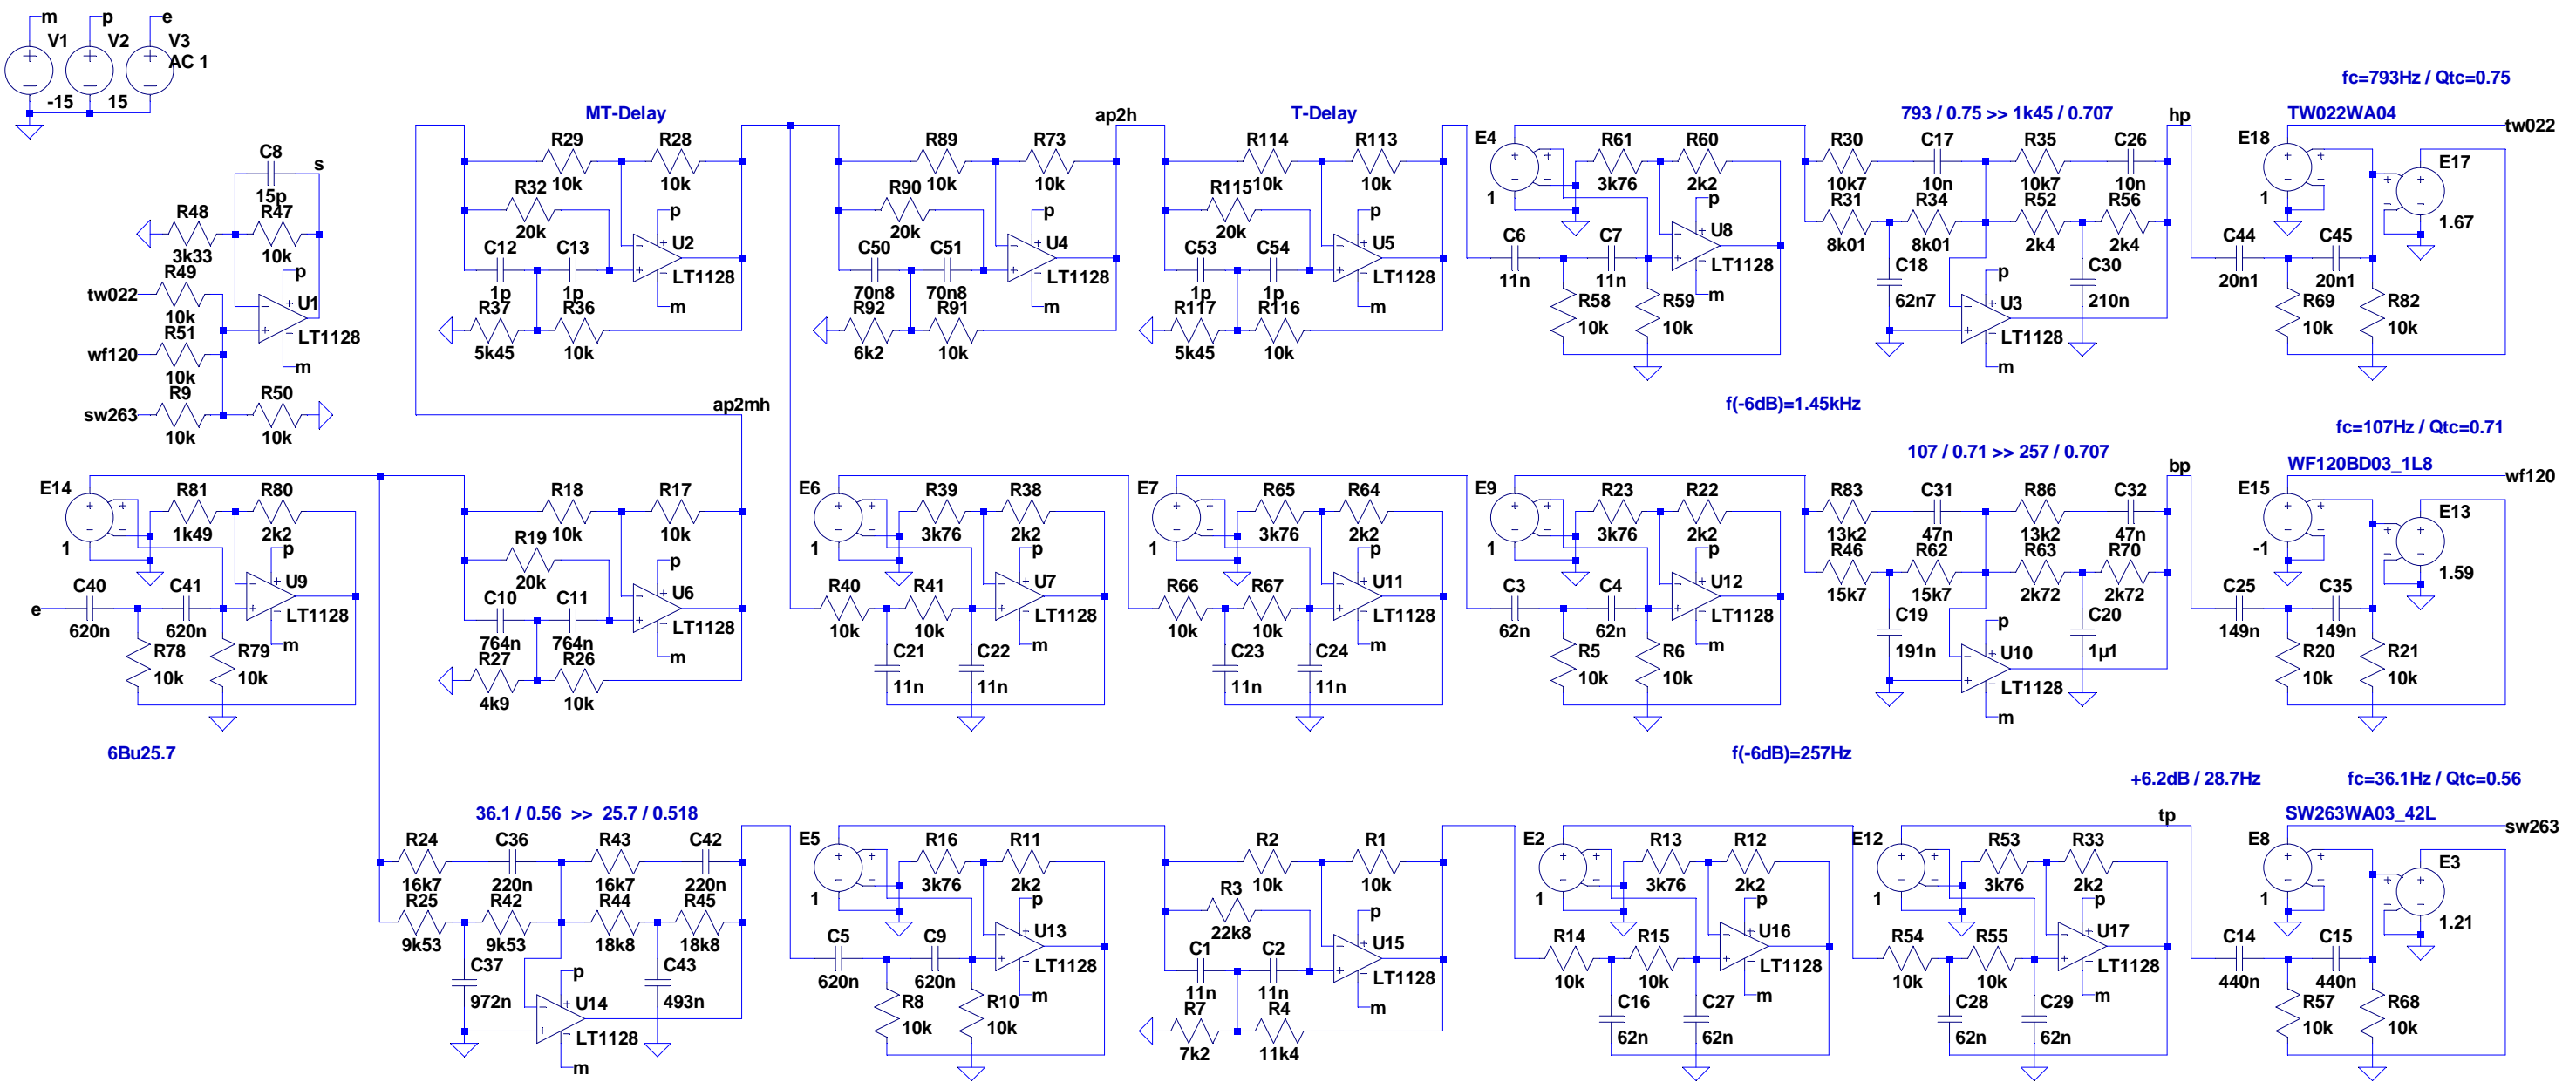 m
p
e
V1
V2
V3
AC 1
-15
15
fc=793Hz / Qtc=0.75
MT-Delay
ap2h
T-Delay
793 / 0.75 >> 1k45 / 0.707
hp
TW022WA04
tw022
C8
15p
s
R48
3k33
R47
10k
R49
10k
p
tw022
U1
R51
10k
LT1128
wf120
m
R9
10k
R50
10k
sw263
R29
10k
R28
10k
R32
20k
p
C12
1p
C13
1p
U2
LT1128
R37
5k45
R36
10k
m
R89
10k
R73
10k
R90
20k
p
C50
70n8
C51
70n8
U4
LT1128
R92
6k2
R91
10k
m
R114
10k
R113
10k
R115
20k
p
C53
1p
C54
1p
U5
LT1128
R117
5k45
R116
10k
m
E4
1
R61
3k76
R60
2k2
p
C6
11n
C7
11n
U8
LT1128
R58
10k
R59
10k
m
R30
10k7
C17
10n
R35
10k7
C26
10n
R31
8k01
R34
8k01
R52
2k4
R56
2k4
C18
62n7
p
C30
210n
U3
LT1128
m
E18
1
E17
1.67
C44
20n1
C45
20n1
R69
10k
R82
10k
ap2mh
f(-6dB)=1.45kHz
fc=107Hz / Qtc=0.71
107 / 0.71 >> 257 / 0.707
bp
WF120BD03_1L8
wf120
E14
1
R81
1k49
R80
2k2
p
e
C40
620n
C41
620n
U9
LT1128
R78
10k
R79
10k
m
6Bu25.7
R18
10k
R17
10k
R19
20k
p
C10
764n
C11
764n
U6
LT1128
R27
4k9
R26
10k
m
E6
1
R39
3k76
R38
2k2
p
R40
10k
R41
10k
U7
LT1128
C21
11n
C22
11n
m
E7
1
R65
3k76
R64
2k2
p
R66
10k
R67
10k
U11
LT1128
C23
11n
C24
11n
m
E9
1
R23
3k76
R22
2k2
p
C3
62n
C4
62n
U12
LT1128
R5
10k
R6
10k
m
R83
13k2
C31
47n
R86
13k2
C32
47n
R46
15k7
R62
15k7
R63
2k72
R70
2k72
C19
191n
p
C20
1µ1
U10
LT1128
m
E15
-1
E13
1.59
C25
149n
C35
149n
R20
10k
R21
10k
f(-6dB)=257Hz
+6.2dB / 28.7Hz
fc=36.1Hz / Qtc=0.56
36.1 / 0.56 >> 25.7 / 0.518
tp
SW263WA03_42L
sw263
R24
16k7
C36
220n
R43
16k7
C42
220n
R25
9k53
R42
9k53
R44
18k8
R45
18k8
C37
972n
p
C43
493n
U14
LT1128
m
E5
1
R16
3k76
R11
2k2
p
C5
620n
C9
620n
U13
LT1128
R8
10k
R10
10k
m
R2
10k
R1
10k
R3
22k8
p
C1
11n
C2
11n
U15
LT1128
R7
7k2
R4
11k4
m
E2
1
R13
3k76
R12
2k2
p
R14
10k
R15
10k
U16
LT1128
C16
62n
C27
62n
m
E12
1
R53
3k76
R33
2k2
p
R54
10k
R55
10k
U17
LT1128
C28
62n
C29
62n
m
E8
1
E3
1.21
C14
440n
C15
440n
R57
10k
R68
10k